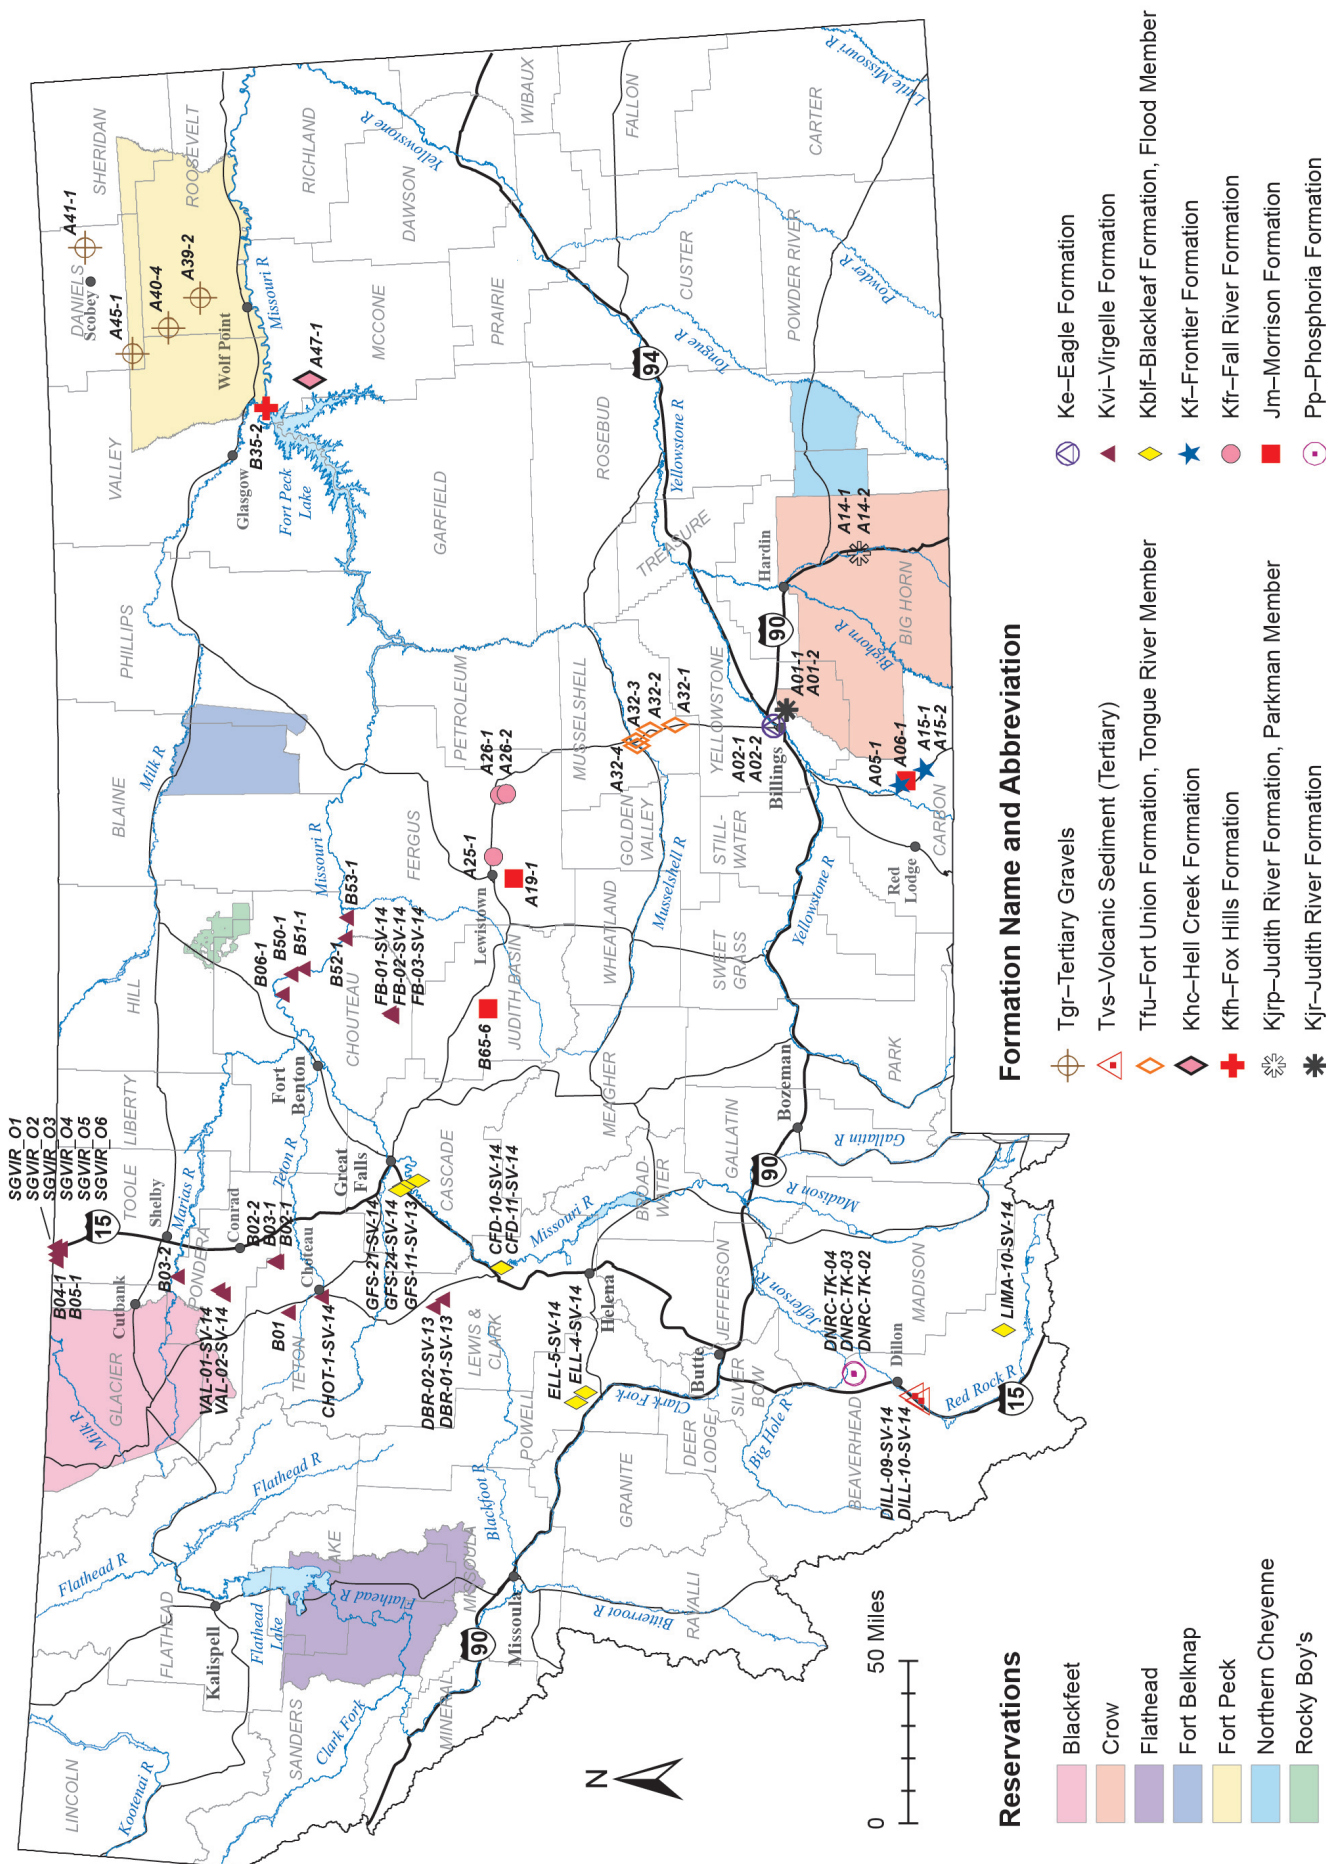 SGVIR_O1
SGVIR_O2
SGVIR_O3
SGVIR_O4
SGVIR_O5
SGVIR_O6
B04-1
B05-1
LINCOLN
Kootenai R
FLATHEAD
Kalispell
Flathead R
Flathead R
Flathead
Lake
LAKE
Flathead R
SANDERS
Clark Fork
MINERAL
90
MISSOULA
Missoula
Blackfoot R
Bitterroot R
RAVALLI
GRANITE
POWELL
Clark Fork
DEER
LODGE
SILVER
BOW
Butte
Big Hole R
BEAVERHEAD
Milk R
GLACIER
Cutbank
TOOLE
15
Shelby
Marias R
LIBERTY
B03-2
PONDERA
Conrad
VAL-01-SV-14
VAL-02-SV-14
B02-2
B03-1
B02-1
Teton R
B01
TETON
Choteau
CHOT-1-SV-14
Great
Falls
GFS-21-SV-14
GFS-24-SV-14
GFS-11-SV-13
CASCADE
DBR-02-SV-13
DBR-01-SV-13
LEWIS &
CLARK
CFD-10-SV-14
CFD-11-SV-14
Missouri R
ELL-5-SV-14
ELL-4-SV-14
Helena
BROAD-
WATER
JEFFERSON
Jefferson R
DNRC-TK-04
DNRC-TK-03
DNRC-TK-02
Dillon
MADISON
Madison R
DILL-09-SV-14
DILL-10-SV-14
LIMA-10-SV-14
Red Rock R
15
HILL
Fort
Benton
CHOUTEAU
B06-1
B50-1
B51-1
B52-1
B53-1
Missouri R
FB-01-SV-14
FB-02-SV-14
FB-03-SV-14
B65-6
JUDITH BASIN
Lewistown
A25-1
A19-1
FERGUS
MEAGHER
WHEATLAND
GALLATIN
90
Bozeman
Gallatin R
PARK
SWEET
GRASS
Yellowstone R
BLAINE
Milk R
PHILLIPS
PETROLEUM
A26-1
A26-2
MUSSELSHELL
Musselshell R
GOLDEN
VALLEY
A32-4
A32-3
A32-2
A32-1
STILL-
WATER
YELLOWSTONE
A02-1
A02-2
Billings
A01-1
A01-2
90
Hardin
Red
Lodge
CARBON
A05-1
A06-1
A15-1
A15-2
BIG HORN
Bighorn R
A14-1
A14-2
VALLEY
Glasgow
B35-2
Fort Peck
Lake
GARFIELD
TREASURE
ROSEBUD
Yellowstone R
94
Tongue R
DANIELS
Scobey
A41-1
A45-1
A40-4
A39-2
SHERIDAN
ROOSEVELT
Wolf Point
Missouri R
A47-1
MCCONE
RICHLAND
DAWSON
PRAIRIE
WIBAUX
Yellowstone R
FALLON
CUSTER
POWDER RIVER
Powder R
CARTER
Little Missouri R
N
0
50 Miles
Reservations
Blackfeet
Crow
Flathead
Fort Belknap
Fort Peck
Northern Cheyenne
Rocky Boy's
Formation Name and Abbreviation
Tgr–Tertiary Gravels
Tvs–Volcanic Sediment (Tertiary)
Tfu–Fort Union Formation, Tongue River Member
Khc–Hell Creek Formation
Kfh–Fox Hills Formation
Kjrp–Judith River Formation, Parkman Member
Kjr–Judith River Formation
Ke-Eagle Formation
Kvi–Virgelle Formation
Kblf–Blackleaf Formation, Flood Member
Kf–Frontier Formation
Kfr–Fall River Formation
Jm–Morrison Formation
Pp–Phosphoria Formation